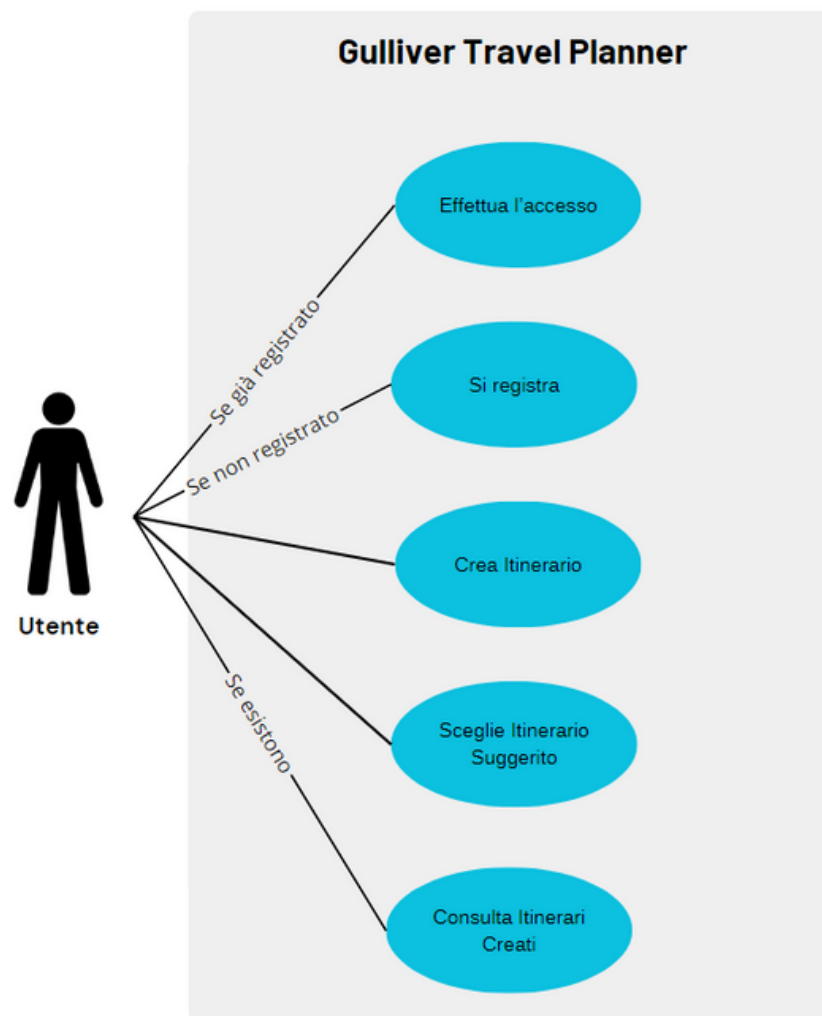 Gulliver Travel Planner
Effettua l'accesso
Se già registrato
Si registra
Se non registrato
Crea Itinerario
Utente
Sceglie Itinerario
Suggerito
Se esistono
Consulta Itinerari
Creati